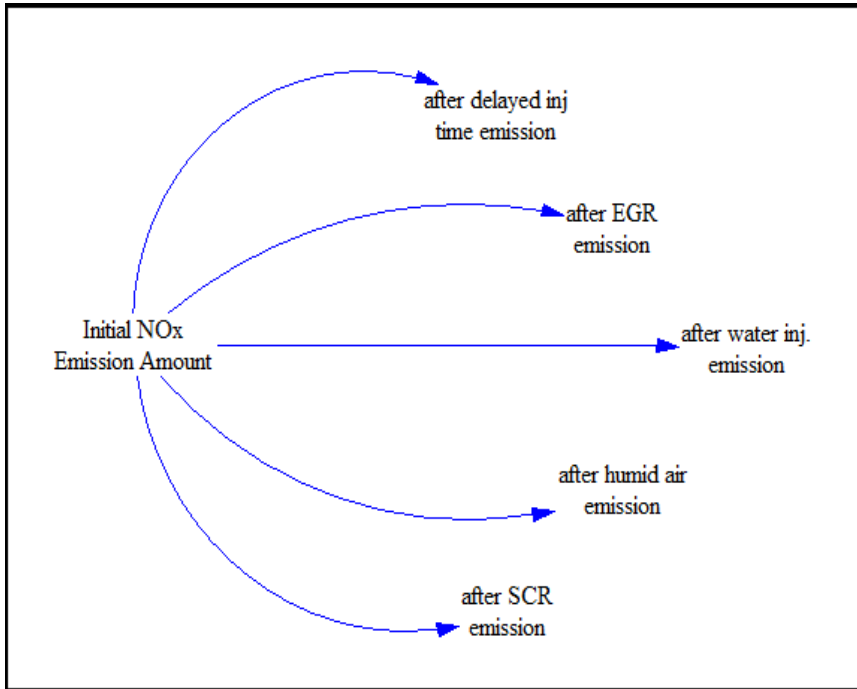 after delayed inj
time emission
after EGR
emission
Initial NOx
Emission Amount
after water inj.
emission
after humid air
emission
after SCR
emission